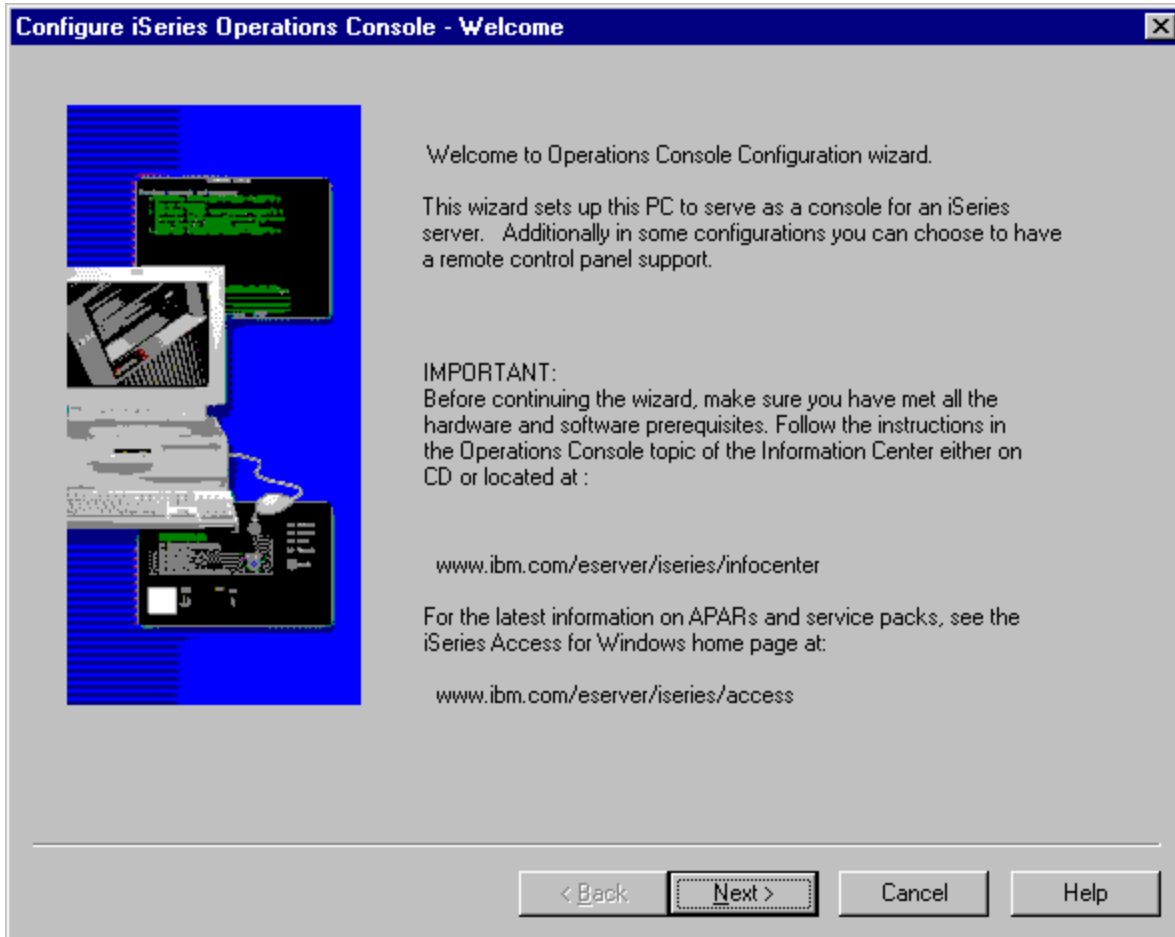 Configure iSeries Operations Console - Welcome
Welcome to Operations Console Configuration wizard.
This wizard sets up this PC to serve as a console for an iSeries
server. Additionally in some configurations you can choose to have
a remote control panel support.
IMPORTANT:
Before continuing the wizard, make sure you have met all the
hardware and software prerequisites. Follow the instructions in
the Operations Console topic of the Information Center either on
CD or located at :
www.ibm.com/eserver/iseries/infocenter
For the latest information on APARs and service packs, see the
iSeries Access for Windows home page at:
www.ibm.com/eserver/iseries/access
< Back
Next >
Cancel
Help